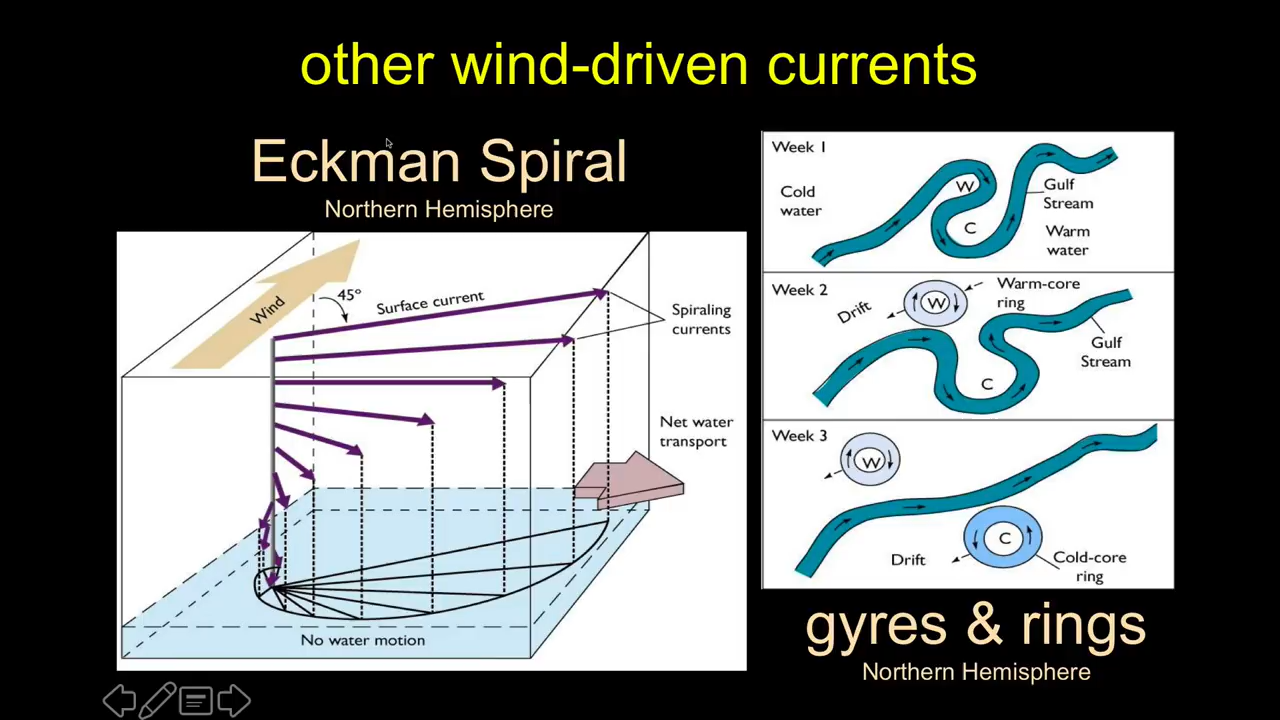 other wind-driven currents
Eckman Spiral
Northern Hemisphere
Wind
45°
Surface current
Spiraling
currents
Net water
transport
No water motion
Week 1
Cold
water
W
C
Gulf
Stream
Warm
water
Week 2
Drift
W
Warm-core
ring
C
Gulf
Stream
Week 3
W
C
Drift
Cold-core
ring
gyres & rings
Northern Hemisphere